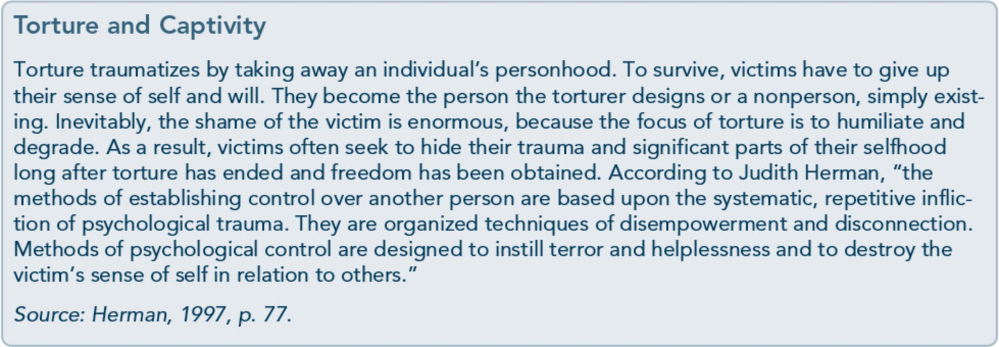 Torture and Captivity
Torture traumatizes by taking away an individual’s personhood. To survive, victims have to give up
their sense of self and will. They become the person the torturer designs or a nonperson, simply exist-
ing. Inevitably, the shame of the victim is enormous, because the focus of torture is to humiliate and
degrade. As a result, victims often seek to hide their trauma and significant parts of their selfhood
long after torture has ended and freedom has been obtained. According to Judith Herman, “the
methods of establishing control over another person are based upon the systematic, repetitive inflic-
tion of psychological trauma. They are organized techniques of disempowerment and disconnection.
Methods of psychological control are designed to instill terror and helplessness and to destroy the
victim’s sense of self in relation to others.”
Source: Herman, 1997, p. 77.